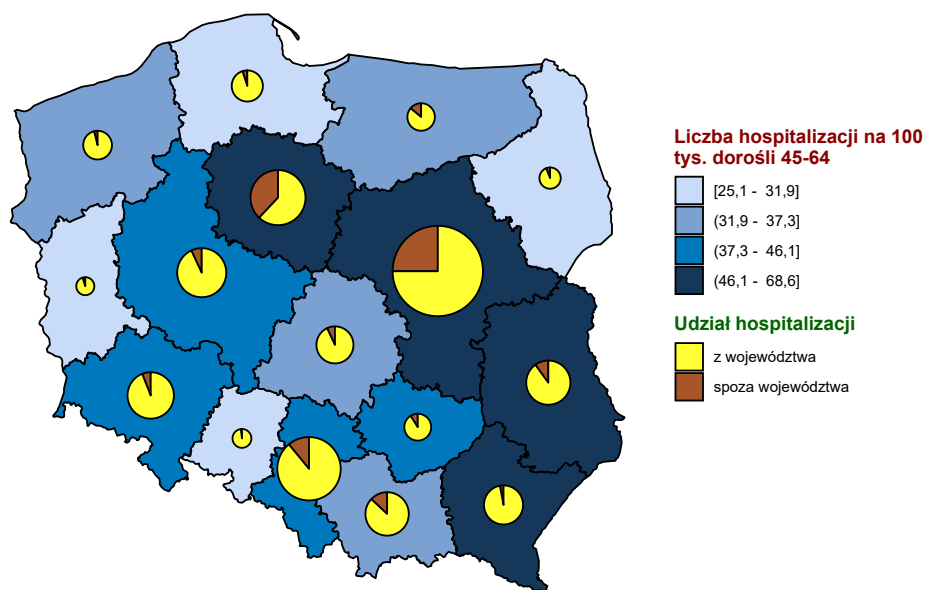 Liczba hospitalizacji na 100
tys. dorośli 45-64
[25,1 - 31,9]
(31,9 - 37,3]
(37,3 - 46,1]
(46,1 - 68,6]
Udział hospitalizacji
z województwa
spoza województwa